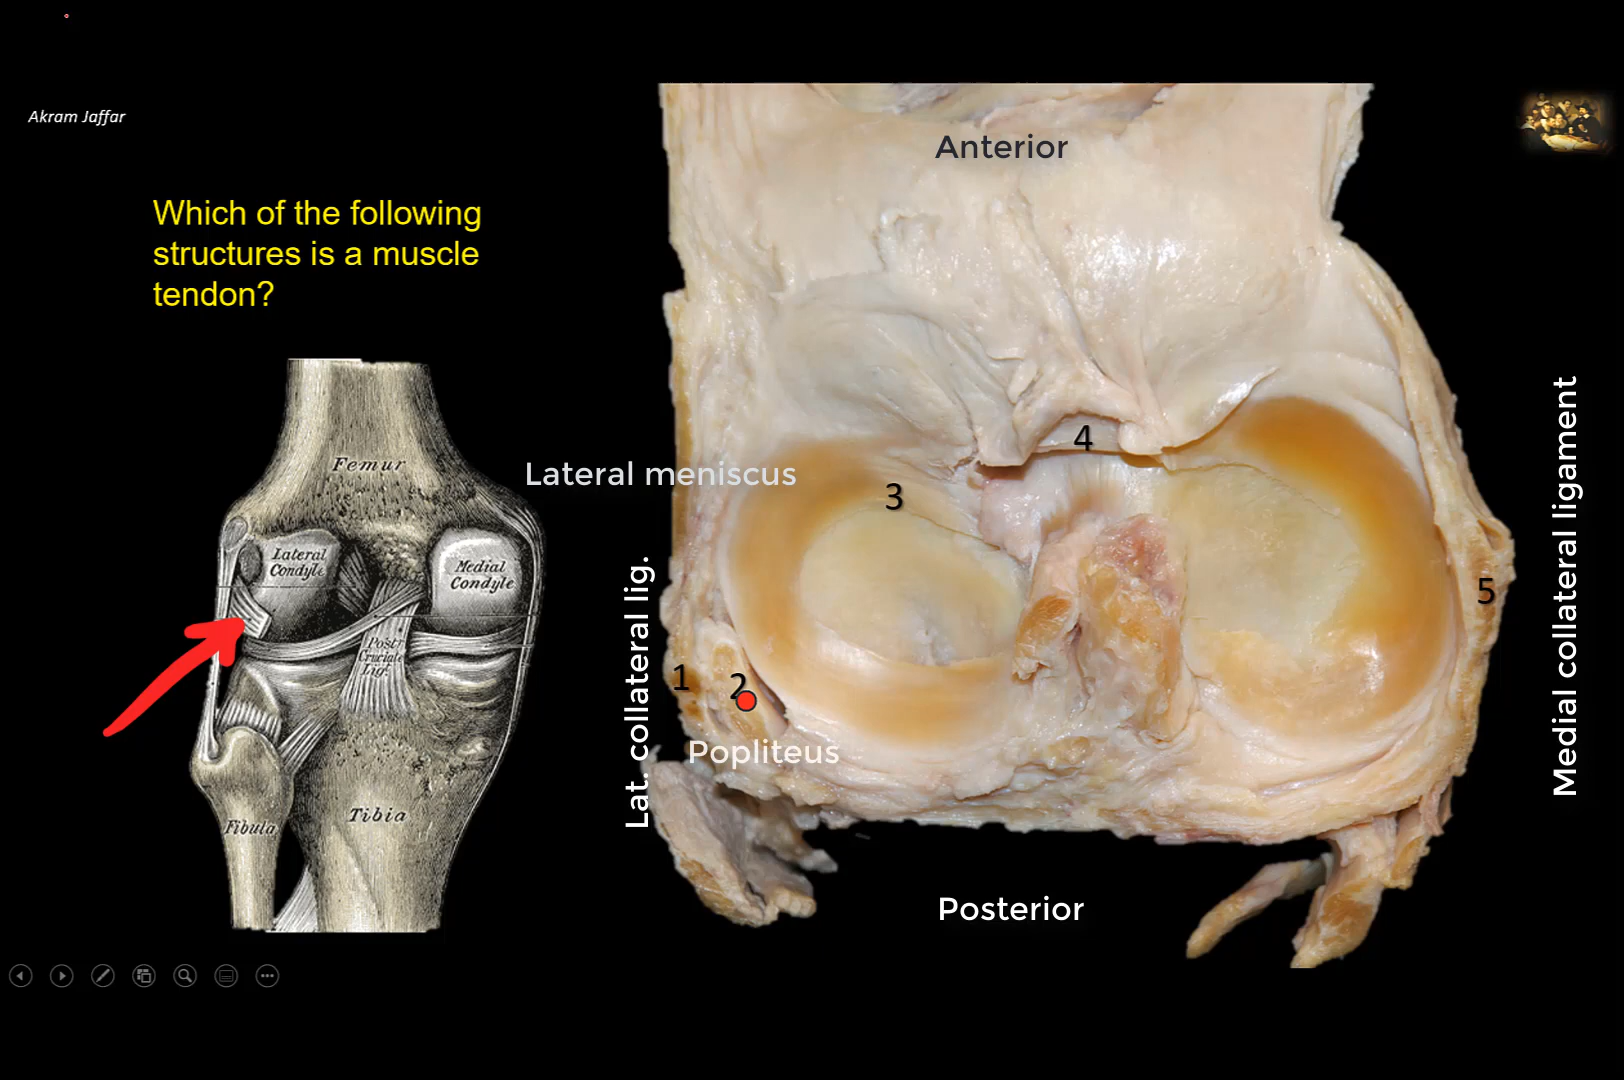 Akram Jaffar
Which of the following
structures is a muscle
tendon?
Anterior
Femur
Lateral
Condyle
Medial
Condyle
Post.
Cruciate
Lig.
Fibula
Tibia
Lateral meniscus
3
4
5
1
2
Lat. collateral lig.
Popliteus
Medial collateral ligament
Posterior